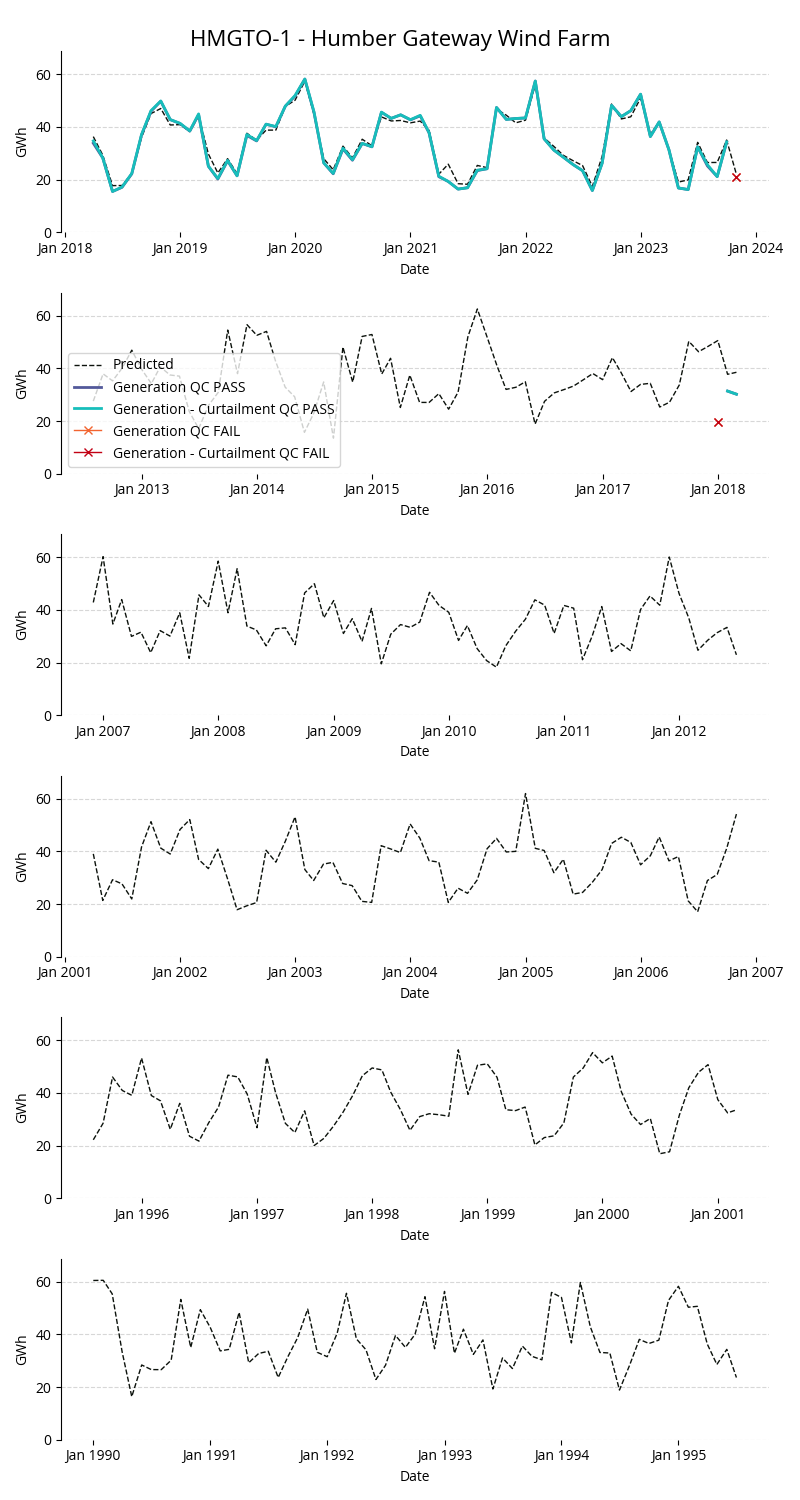 HMGTO-1 - Humber Gateway Wind Farm
60
40
20
0
GWh
Jan 2018 Jan 2019 Jan 2020 Jan 2021 Jan 2022 Jan 2023 Jan 2024
Date
60
40
20
0
GWh
Predicted
Generation QC PASS
Generation - Curtailment QC PASS
Generation QC FAIL
Generation - Curtailment QC FAIL
Jan 2013 Jan 2014 Jan 2015 Jan 2016 Jan 2017 Jan 2018
Date
60
40
20
0
GWh
Jan 2007 Jan 2008 Jan 2009 Jan 2010 Jan 2011 Jan 2012
Date
60
40
20
0
GWh
Jan 2001 Jan 2002 Jan 2003 Jan 2004 Jan 2005 Jan 2006 Jan 2007
Date
60
40
20
0
GWh
Jan 1996 Jan 1997 Jan 1998 Jan 1999 Jan 2000 Jan 2001
Date
60
40
20
0
GWh
Jan 1990 Jan 1991 Jan 1992 Jan 1993 Jan 1994 Jan 1995
Date